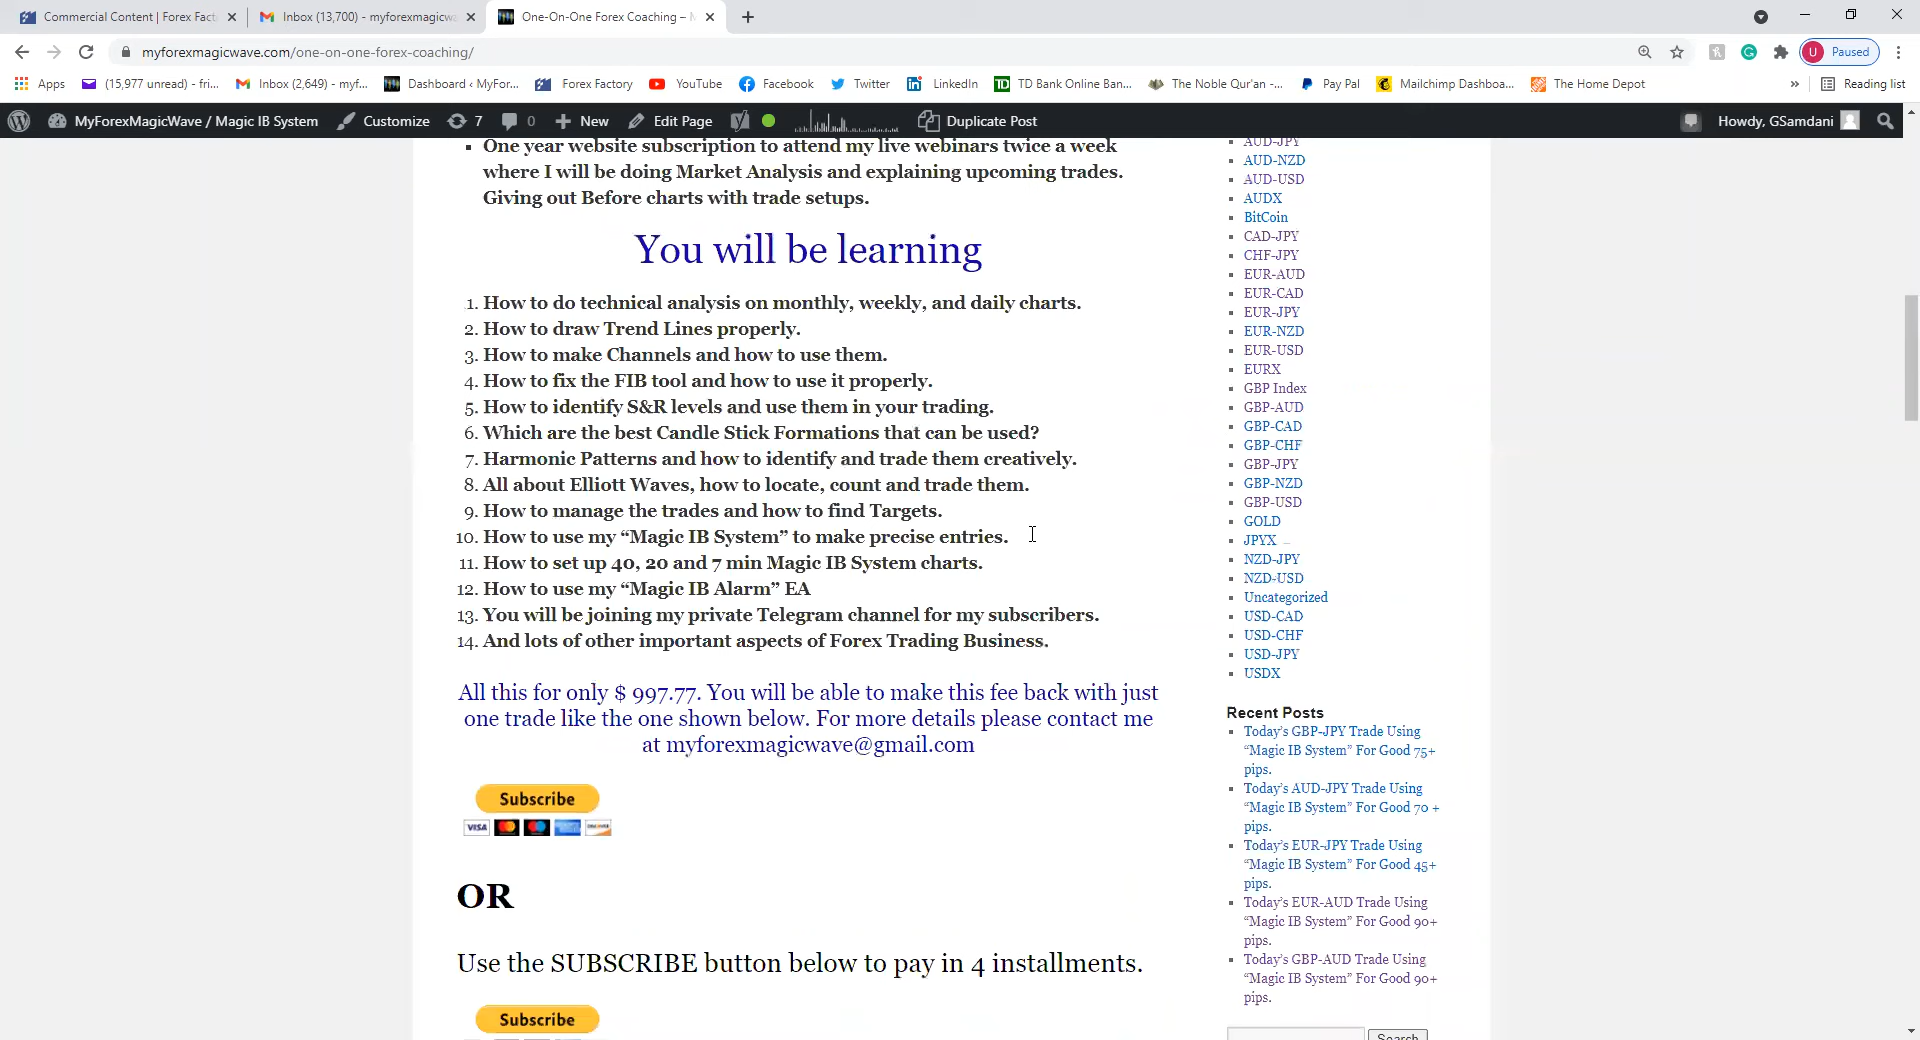 Commercial Content | Forex Fact
Inbox (13,700) - myforexmagicwa
One-On-One Forex Coaching –
myforexmagicwave.com/one-on-one-forex-coaching/
U Paused
Apps
(15,977 unread) - fri...
Inbox (2,649) - myf...
Dashboard ‹ MyFor...
Forex Factory
YouTube
Facebook
Twitter
LinkedIn
TD Bank Online Ban...
The Noble Qur'an -...
Pay Pal
Mailchimp Dashboa...
The Home Depot
»
Reading list
MyForexMagicWave / Magic IB System
Customize
7
0
New
Edit Page
Duplicate Post
Howdy, GSamdani
One year website subscription to attend my live webinars twice a week
where I will be doing Market Analysis and explaining upcoming trades.
Giving out Before charts with trade setups.
You will be learning
1. How to do technical analysis on monthly, weekly, and daily charts.
2. How to draw Trend Lines properly.
3. How to make Channels and how to use them.
4. How to fix the FIB tool and how to use it properly.
5. How to identify S&R levels and use them in your trading.
6. Which are the best Candle Stick Formations that can be used?
7. Harmonic Patterns and how to identify and trade them creatively.
8. All about Elliott Waves, how to locate, count and trade them.
9. How to manage the trades and how to find Targets.
10. How to use my “Magic IB System” to make precise entries.
11. How to set up 40, 20 and 7 min Magic IB System charts.
12. How to use my “Magic IB Alarm” EA
13. You will be joining my private Telegram channel for my subscribers.
14. And lots of other important aspects of Forex Trading Business.
All this for only $ 997.77. You will be able to make this fee back with just
one trade like the one shown below. For more details please contact me
at myforexmagicwave@gmail.com
Subscribe
VISA
DISCOVER
OR
Use the SUBSCRIBE button below to pay in 4 installments.
Subscribe
AUD-JPY
AUD-NZD
AUD-USD
AUDX
BitCoin
CAD-JPY
CHF-JPY
EUR-AUD
EUR-CAD
EUR-JPY
EUR-NZD
EUR-USD
EURX
GBP Index
GBP-AUD
GBP-CAD
GBP-CHF
GBP-JPY
GBP-NZD
GBP-USD
GOLD
JPYX
NZD-JPY
NZD-USD
Uncategorized
USD-CAD
USD-CHF
USD-JPY
USDX
Recent Posts
Today’s GBP-JPY Trade Using
“Magic IB System” For Good 75+
pips.
Today’s AUD-JPY Trade Using
“Magic IB System” For Good 70 +
pips.
Today’s EUR-JPY Trade Using
“Magic IB System” For Good 45+
pips.
Today’s EUR-AUD Trade Using
“Magic IB System” For Good 90+
pips.
Today’s GBP-AUD Trade Using
“Magic IB System” For Good 90+
pips.
Search